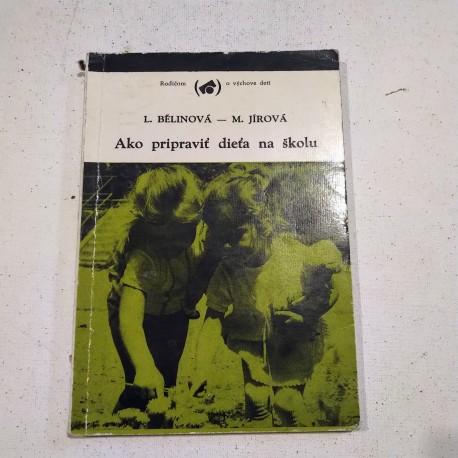 Rodičom o výchove detí
L. BĚLINOVÁ — M. JÍROVÁ
Ako pripraviť dieťa na školu